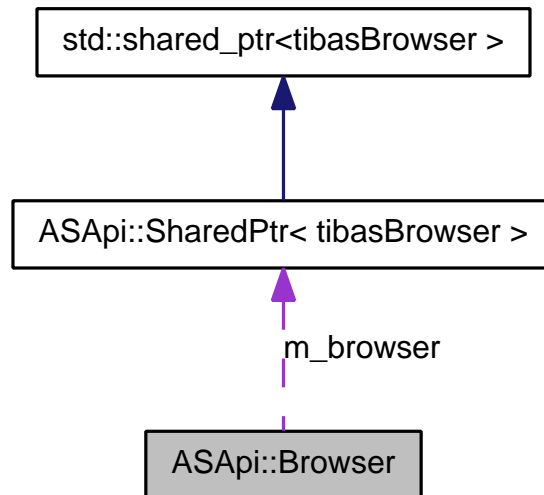 std::shared_ptr<tibasBrowser >
ASApi::SharedPtr< tibasBrowser >
m_browser
ASApi::Browser